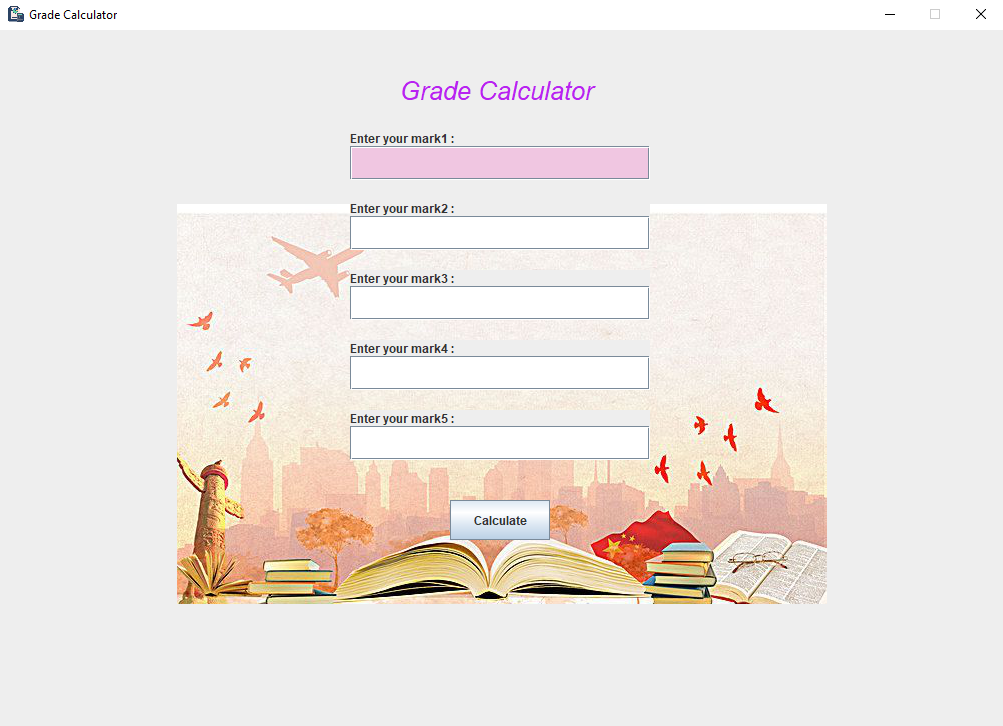 Grade Calculator
Grade Calculator
Enter your mark1 :
Enter your mark2 :
Enter your mark3 :
Enter your mark4 :
Enter your mark5 :
Calculate